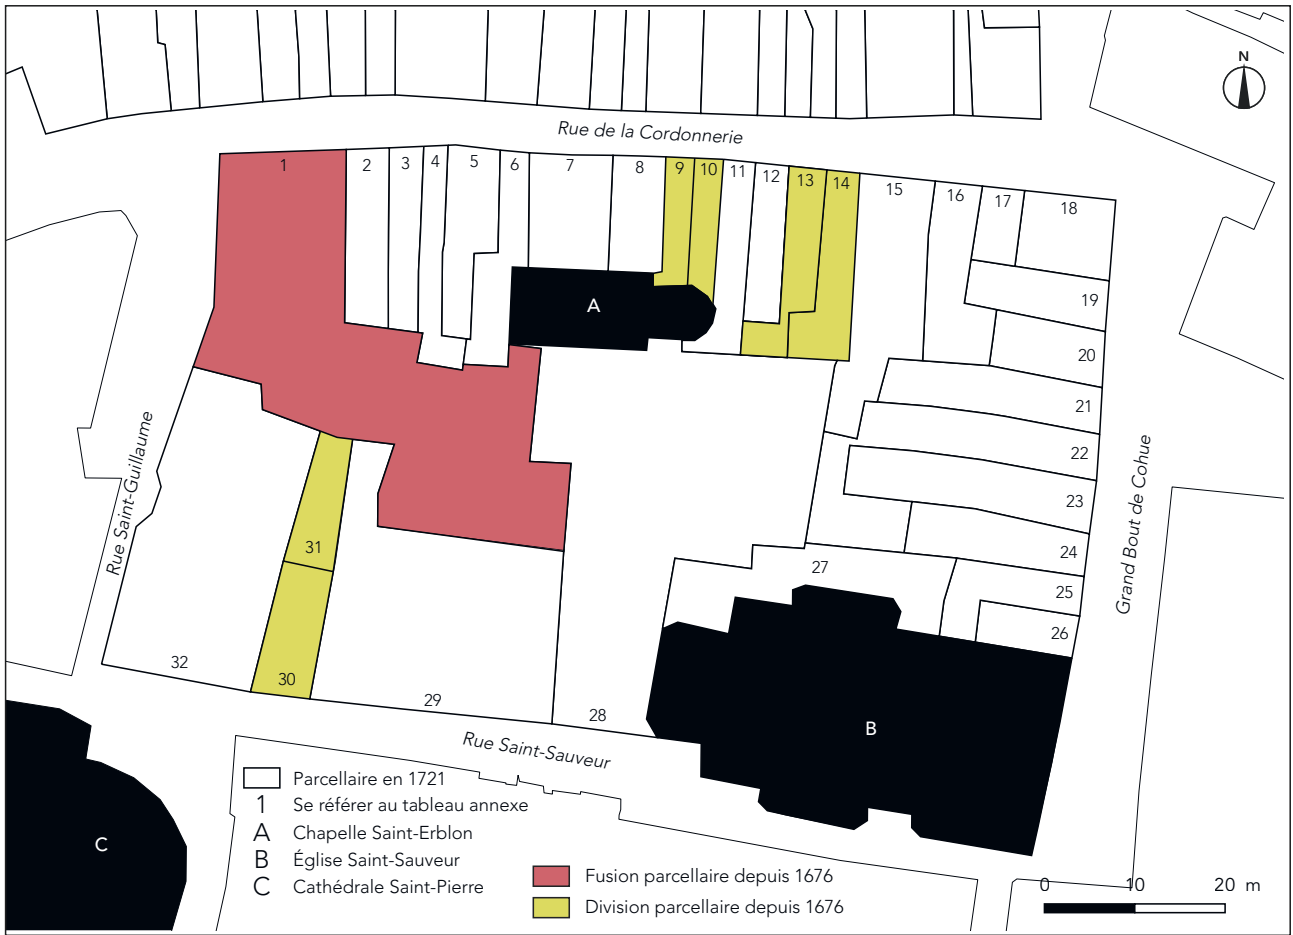 N
Rue de la Cordonnerie
1 2 3 4 5 6 7 8 9 10 11 12 13 14 15 16 17 18
19
20
21
22
23
24
25
26
27
28
29
30
31
32
A
B
C
Rue Saint-Guillaume
Grand Bout de Cohue
Rue Saint-Sauveur
Parcellaire en 1721
1 Se référer au tableau annexe
A Chapelle Saint-Erblon
B Église Saint-Sauveur
C Cathédrale Saint-Pierre
Fusion parcellaire depuis 1676
Division parcellaire depuis 1676
0 10 20 m